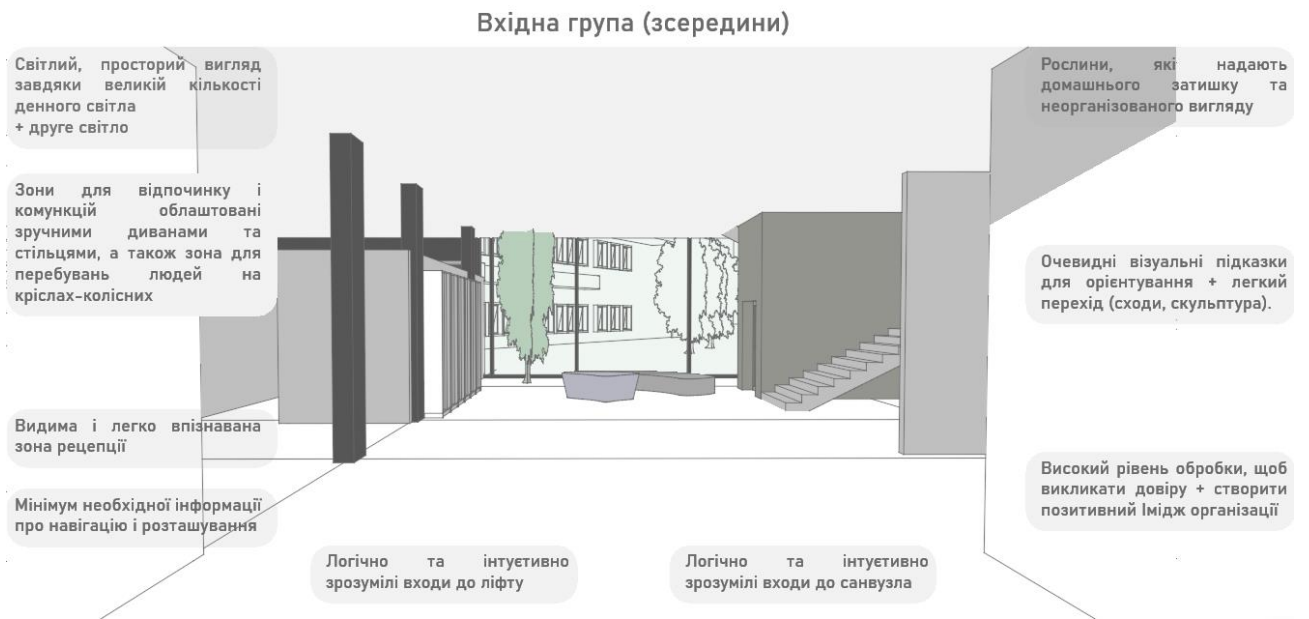 Вхідна група (зсередини)
Світлий, просторий вигляд
завдяки великій кількості
денного світла
+ друге світло
Зони для відпочинку і
комункцій облаштовані
зручними диванами та
стільцями, а також зона для
перебувань людей на
кріслах-колісних
Видима і легко впізнавана
зона рецепції
Мінімум необхідної інформації
про навігацію і розташування
Логічно та інтуєтивно
зрозумілі входи до ліфту
Логічно та інтуєтивно
зрозумілі входи до санвузла
Рослини, які надають
домашнього затишку та
неорганізованого вигляду
Очевидні візуальні підказки
для орієнтування + легкий
перехід (сходи, скульптура).
Високий рівень обробки, щоб
викликати довіру + створити
позитивний Імідж організації